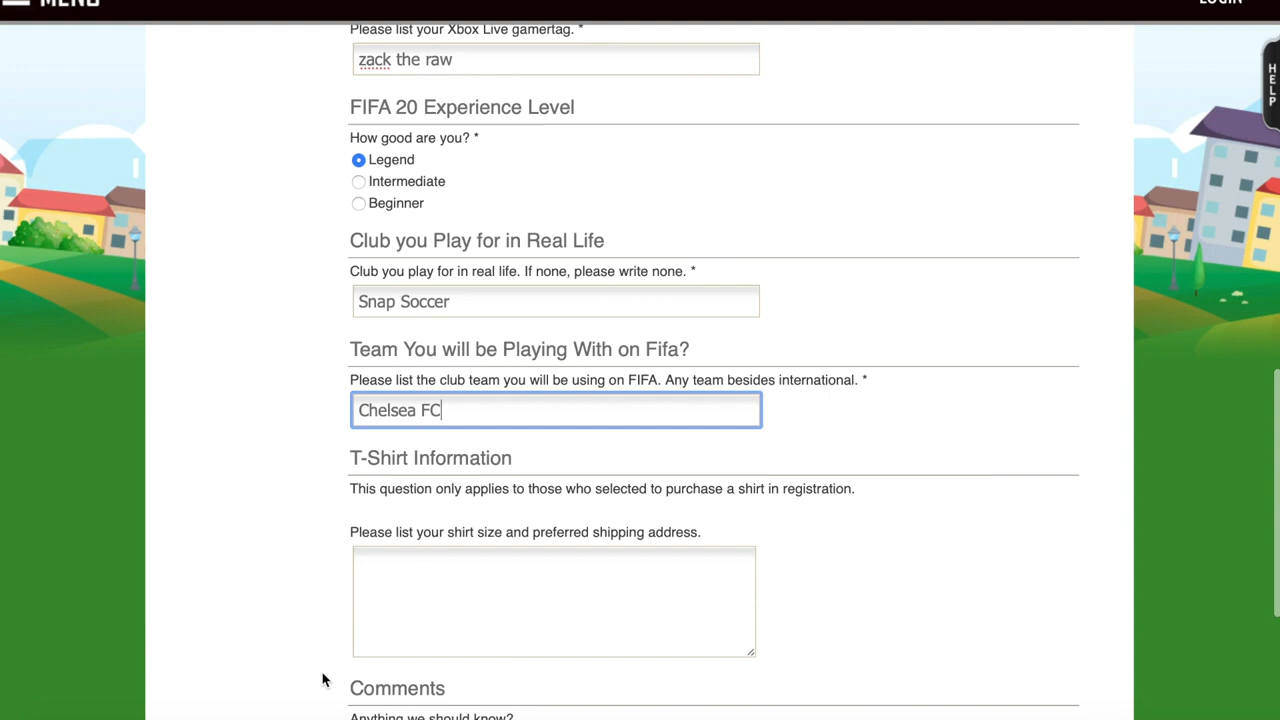 MENU
LOGIN
Please list your Xbox Live gamertag. *
zack the raw
HELP
FIFA 20 Experience Level
How good are you? *
Legend
Intermediate
Beginner
Club you Play for in Real Life
Club you play for in real life. If none, please write none. *
Snap Soccer
Team You will be Playing With on Fifa?
Please list the club team you will be using on FIFA. Any team besides international. *
Chelsea FC
T-Shirt Information
This question only applies to those who selected to purchase a shirt in registration.
Please list your shirt size and preferred shipping address.
Comments
Anything we should know?